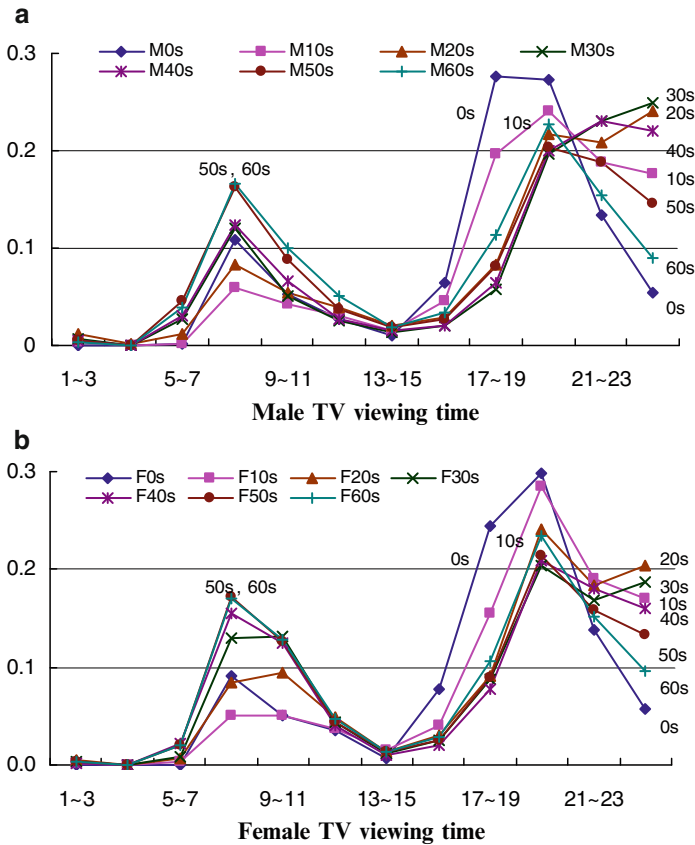 a
0.3
M0s M10s M20s M30s
M40s M50s M60s
30s
20s
0s
10s
40s
0.2
50s, 60s
10s
50s
0.1
60s
0s
0
1~3 5~7 9~11 13~15 17~19 21~23
Male TV viewing time
b
0.3
F0s F10s F20s F30s
F40s F50s F60s
10s
0s
20s
0.2
50s, 60s
30s
10s
40s
50s
0.1
60s
0s
0.0
1~3 5~7 9~11 13~15 17~19 21~23
Female TV viewing time